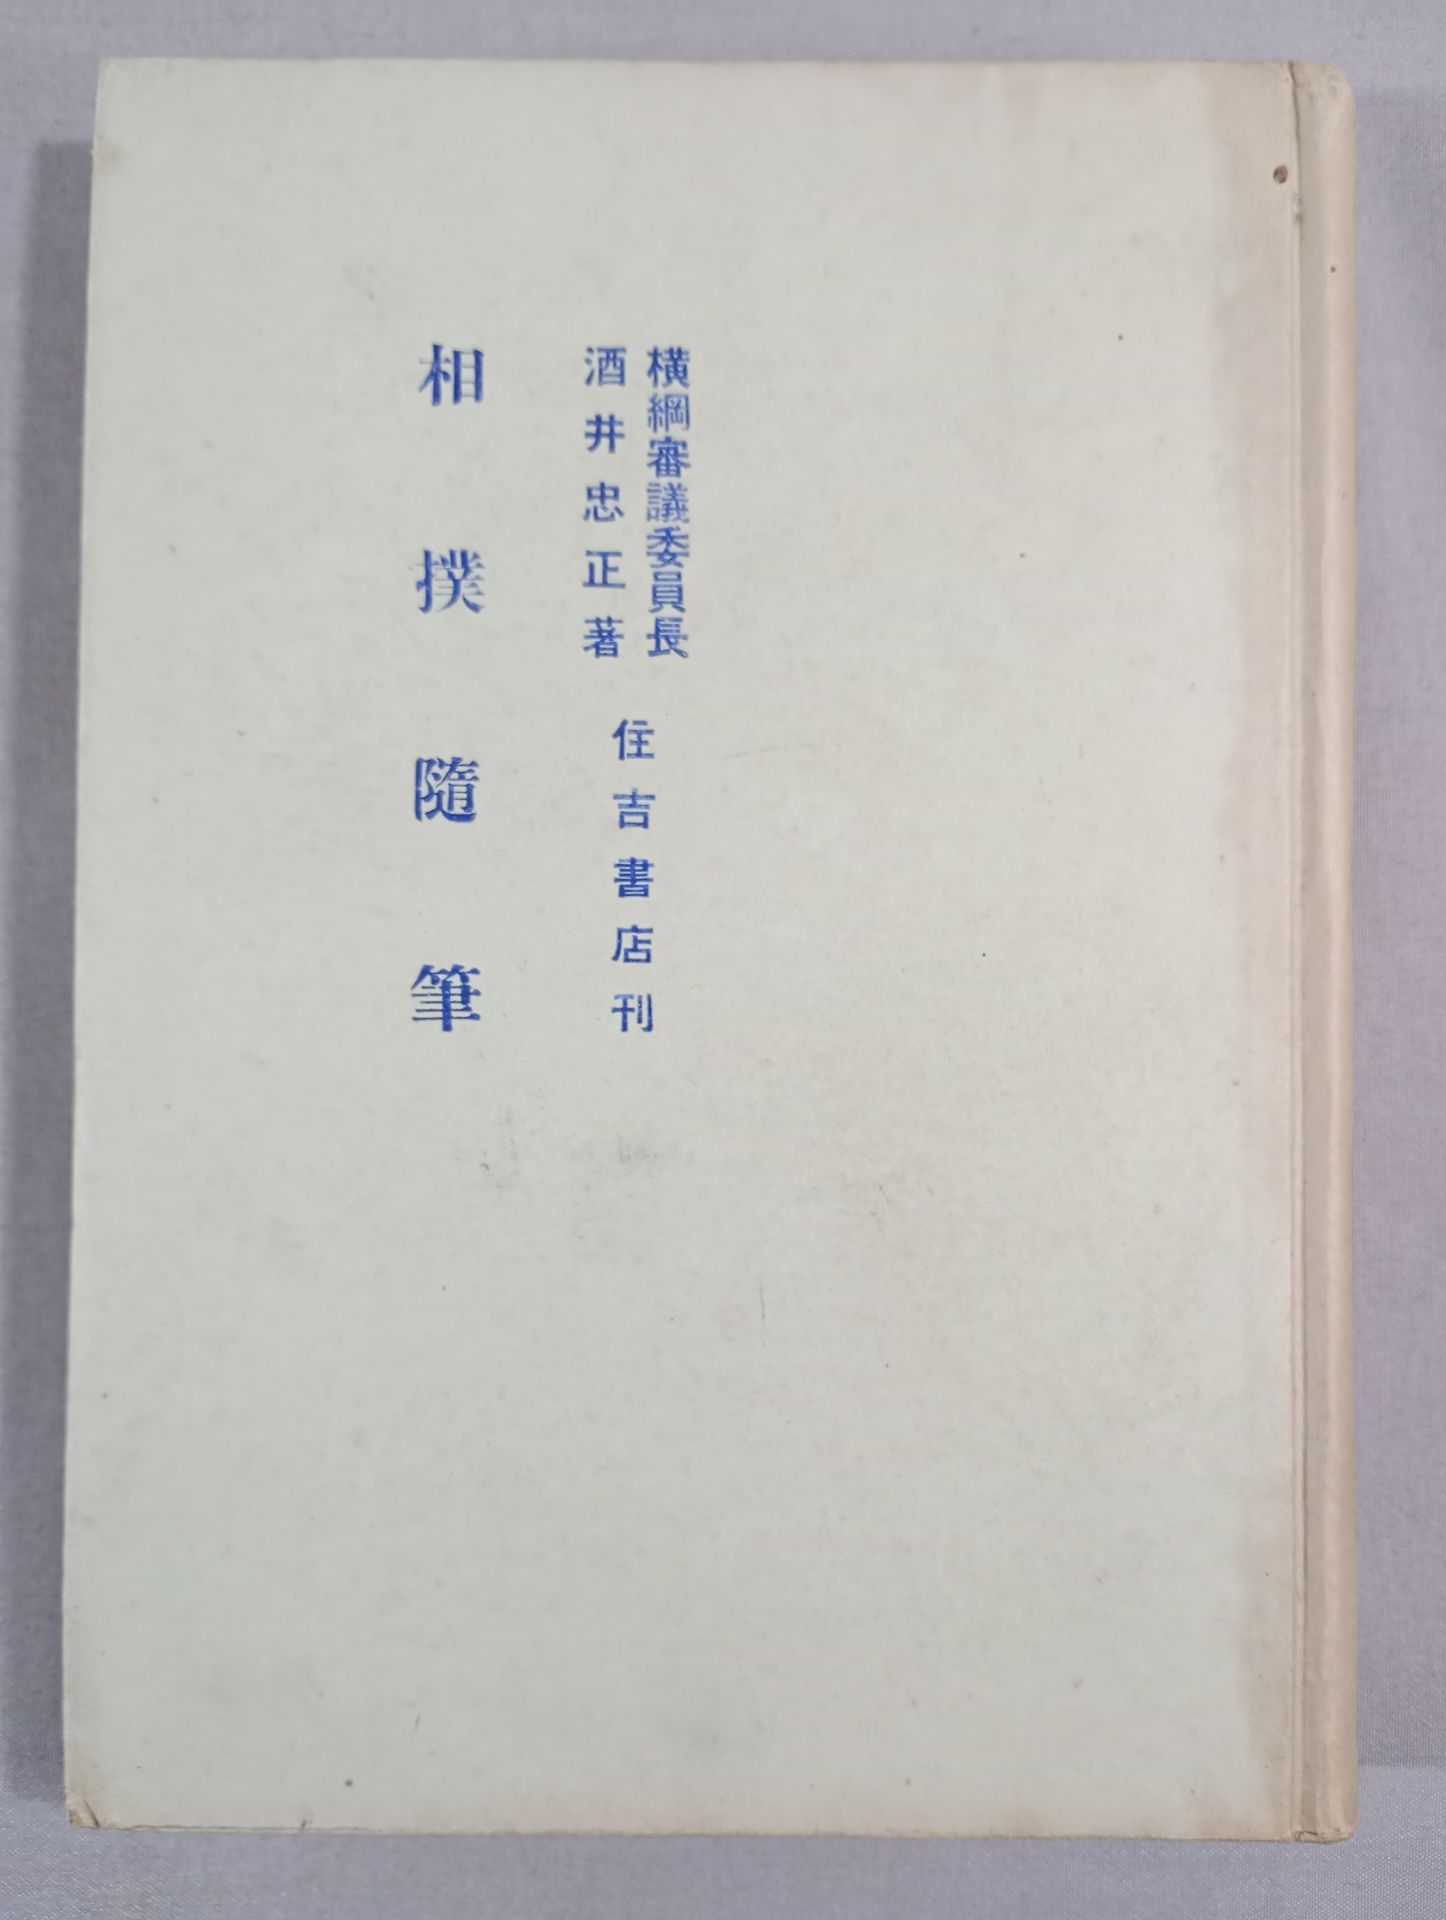 横綱審議委員長
酒井忠正著
住吉書店刊
相撲隨筆